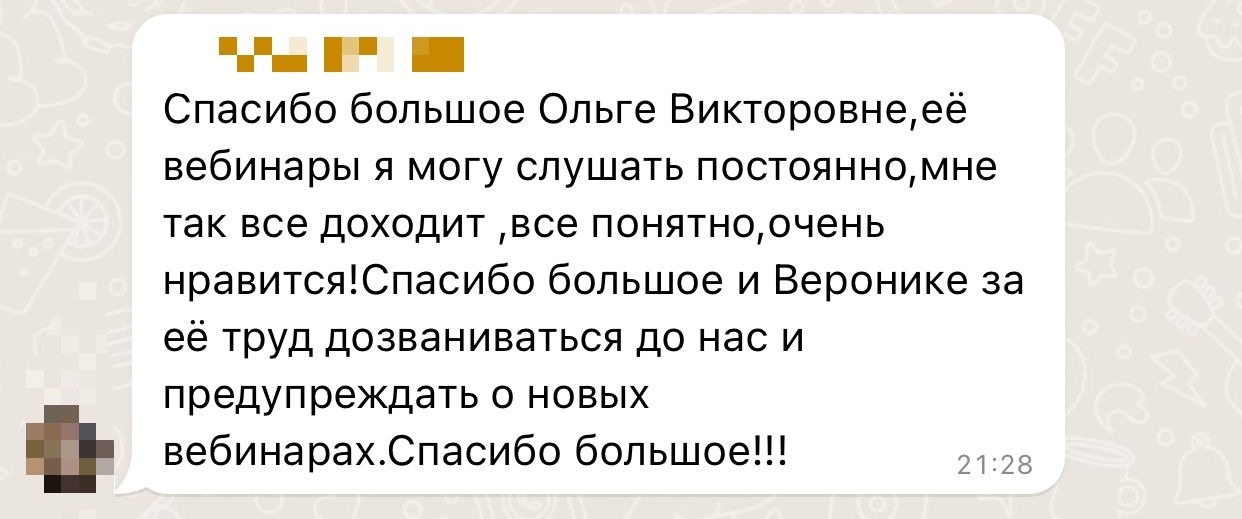 Спасибо большое Ольге Викторовне,её
вебинары я могу слушать постоянно,мне
так все доходит ,все понятно,очень
нравится!Спасибо большое и Веронике за
её труд дозваниваться до нас и
предупреждать о новых
вебинарах.Спасибо большое!!!
21:28